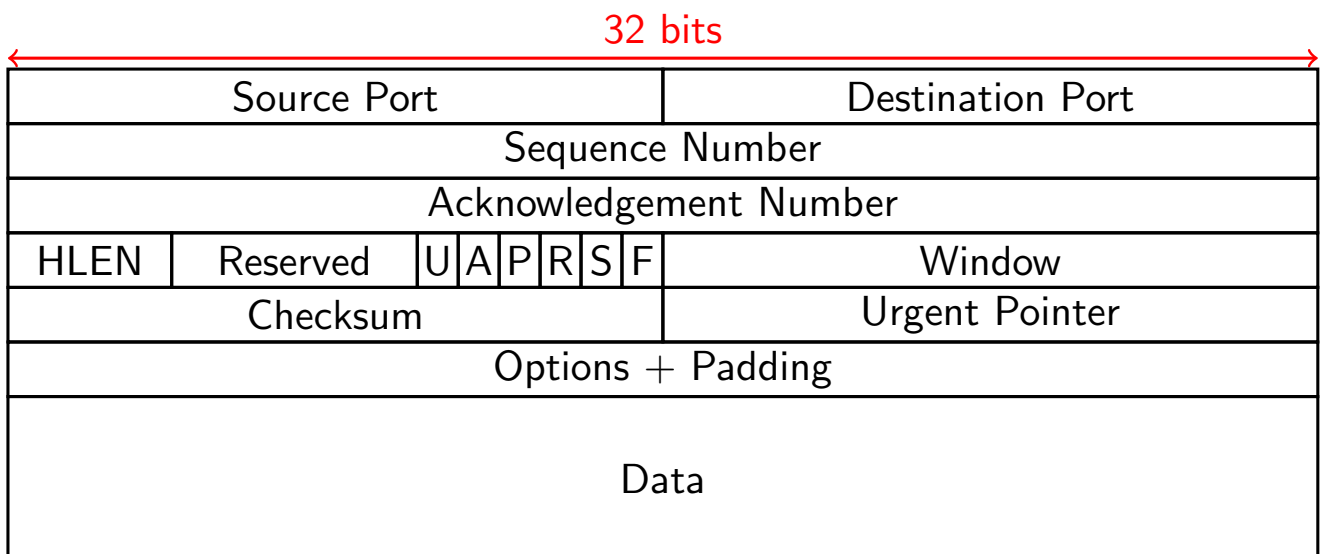 32 bits
Source Port Destination Port
Sequence Number
Acknowledgement Number
HLEN Reserved U A P R S F Window
Checksum Urgent Pointer
Options + Padding
Data